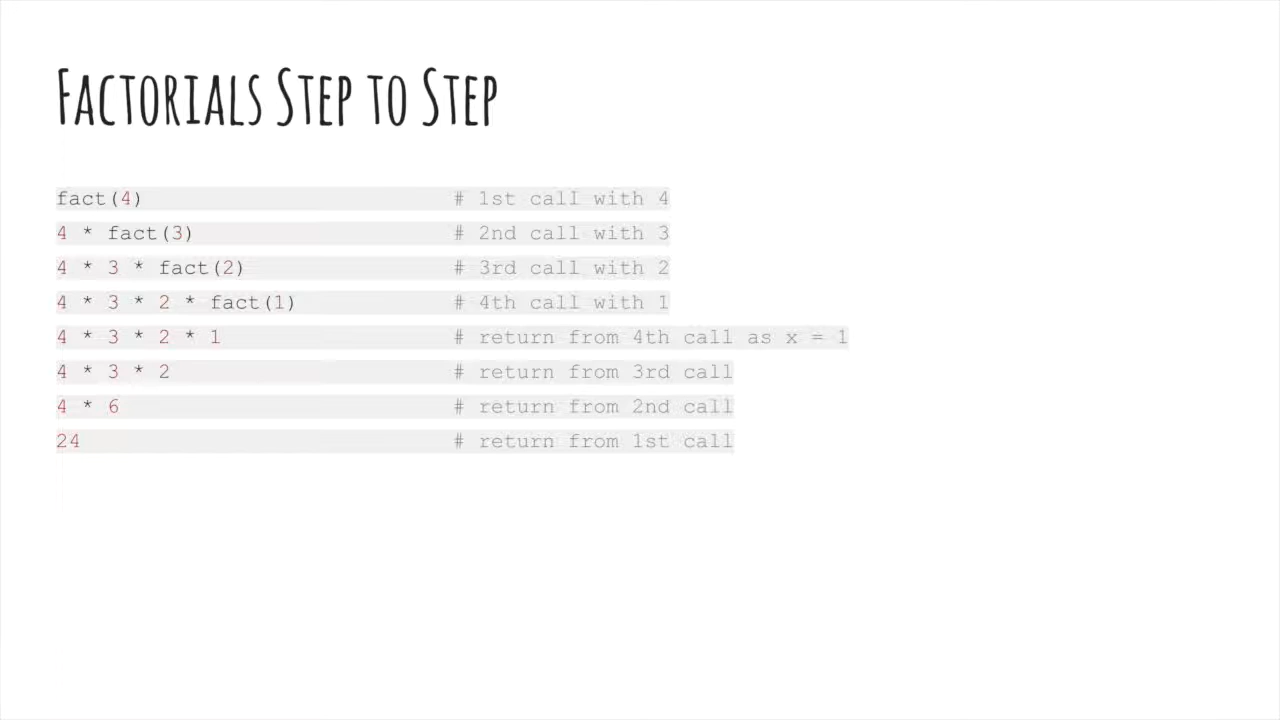 Factorials Step to Step
fact(4) # 1st call with 4
4 * fact(3) # 2nd call with 3
4 * 3 * fact(2) # 3rd call with 2
4 * 3 * 2 * fact(1) # 4th call with 1
4 * 3 * 2 * 1 # return from 4th call as x = 1
4 * 3 * 2 # return from 3rd call
4 * 6 # return from 2nd call
24 # return from 1st call